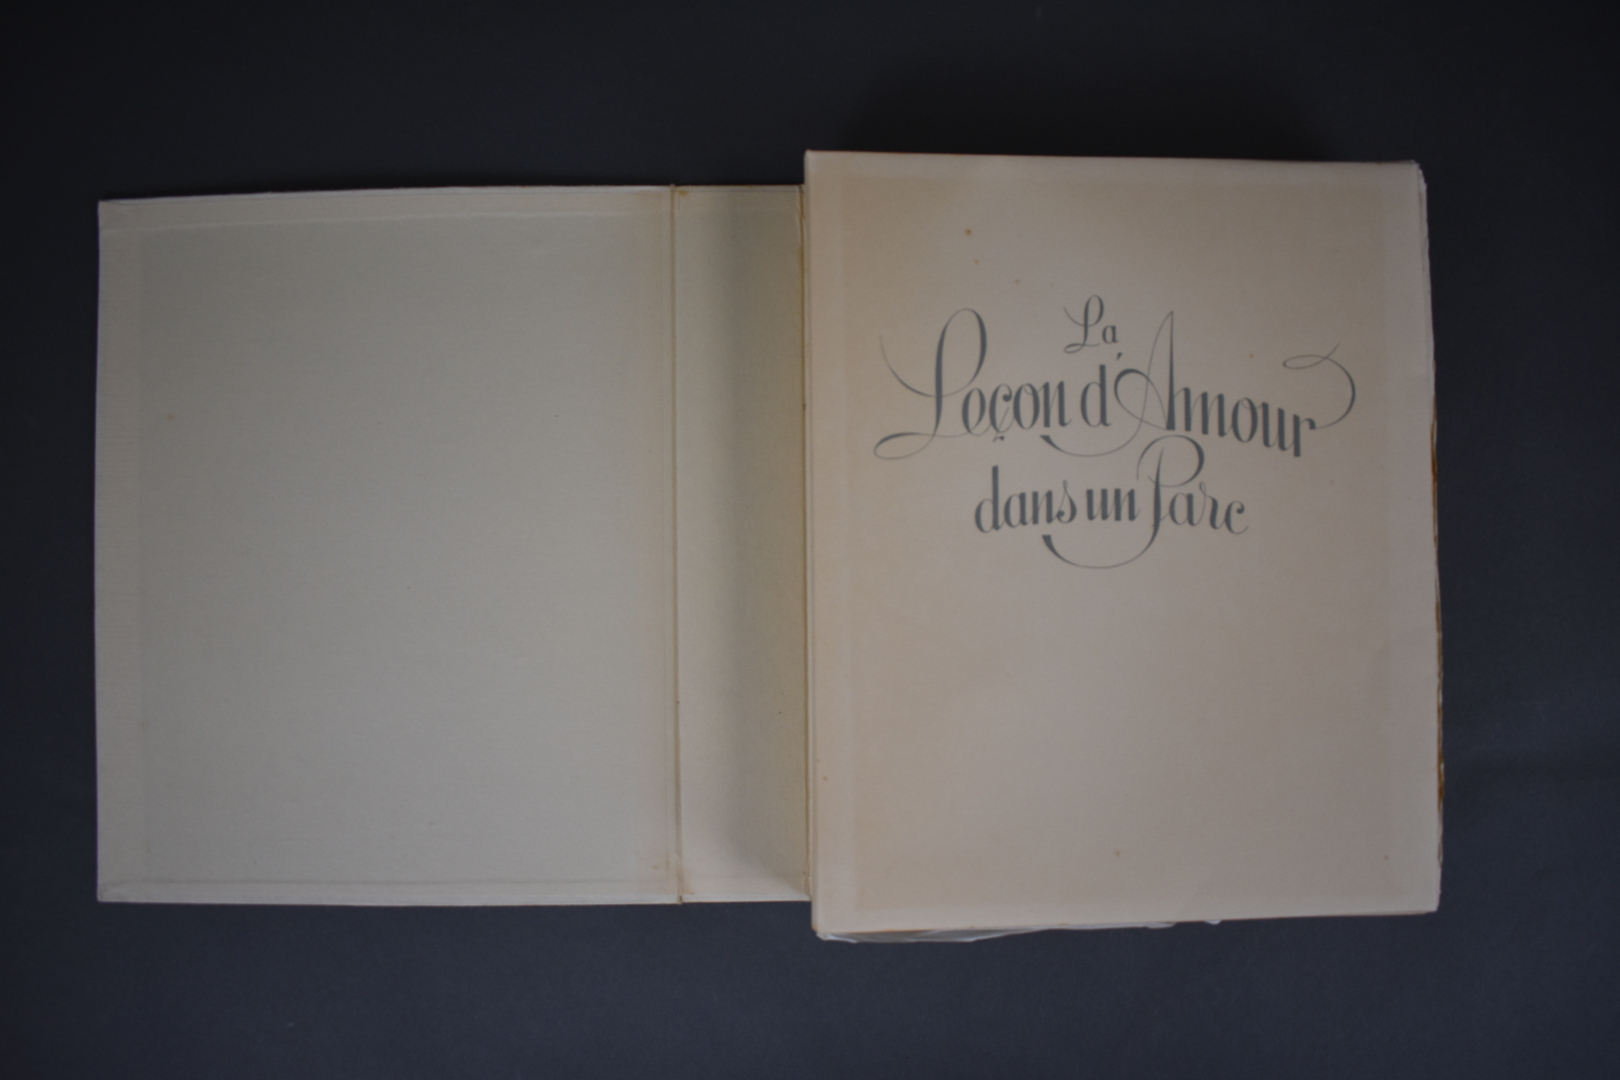 La
Leçon d'Amour
dans un Parc